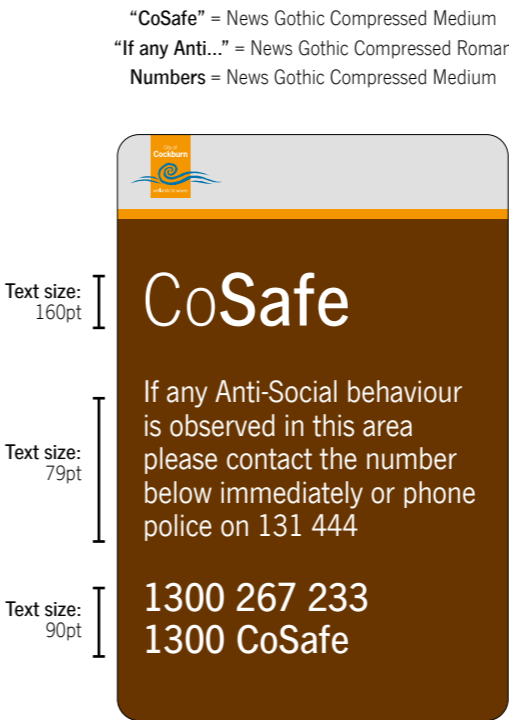 “CoSafe” = News Gothic Compressed Medium
“If any Anti...” = News Gothic Compressed Roman
Numbers = News Gothic Compressed Medium
City of
Cockburn
wetlands to waves
Text size:
160pt
CoSafe
Text size:
79pt
If any Anti-Social behaviour
is observed in this area
please contact the number
below immediately or phone
police on 131 444
Text size:
90pt
1300 267 233
1300 CoSafe